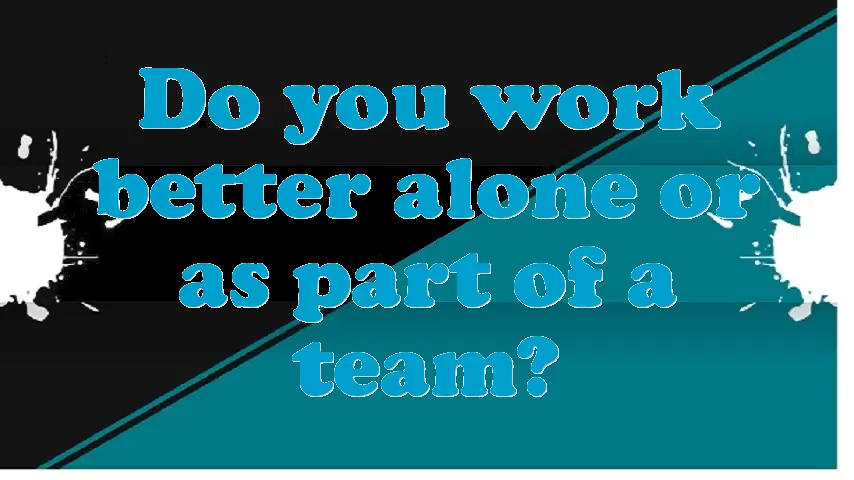 Do you work
better alone or
as part of a
team?